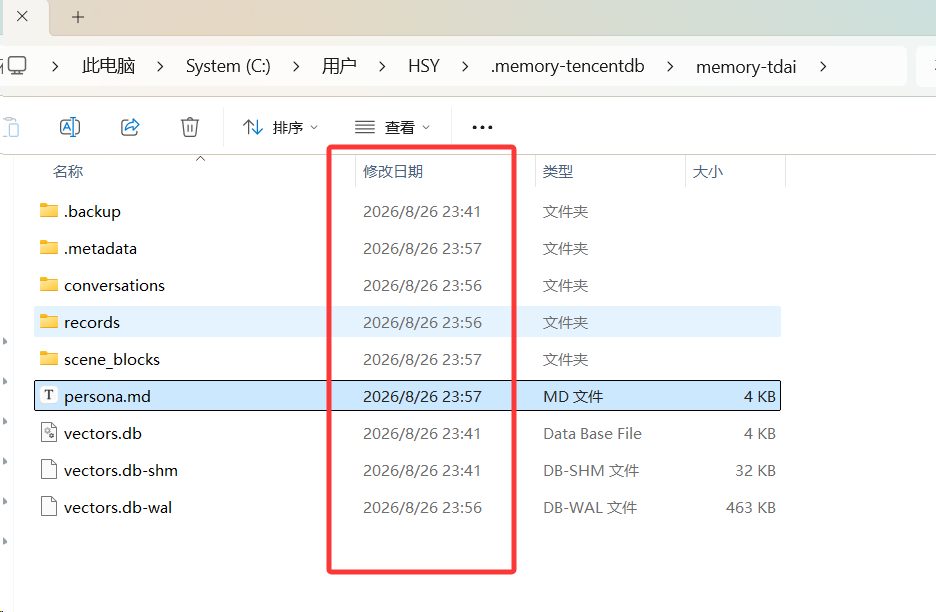 此电脑 > System (C:) > 用户 > HSY > .memory-tencentdb > memory-tdai >
排序 查看 ...
名称 修改日期 类型 大小
.backup 2026/8/26 23:41 文件夹
.metadata 2026/8/26 23:57 文件夹
conversations 2026/8/26 23:56 文件夹
records 2026/8/26 23:56 文件夹
scene_blocks 2026/8/26 23:57 文件夹
persona.md 2026/8/26 23:57 MD 文件 4 KB
vectors.db 2026/8/26 23:41 Data Base File 4 KB
vectors.db-shm 2026/8/26 23:41 DB-SHM 文件 32 KB
vectors.db-wal 2026/8/26 23:56 DB-WAL 文件 463 KB